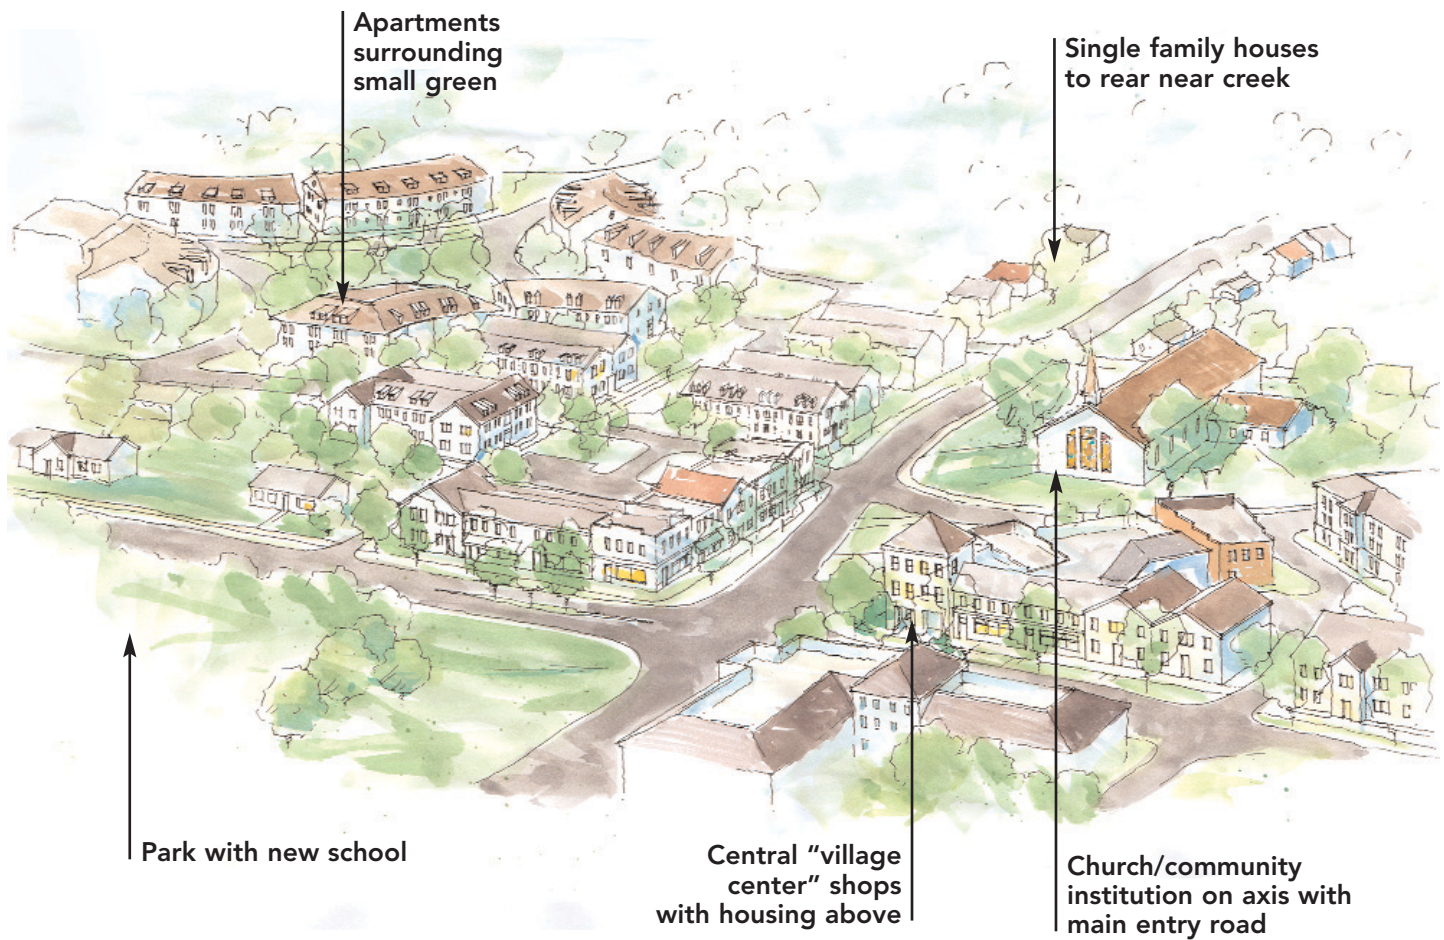 Apartments
surrounding
small green
Single family houses
to rear near creek
Park with new school
Central “village
center” shops
with housing above
Church/community
institution on axis with
main entry road